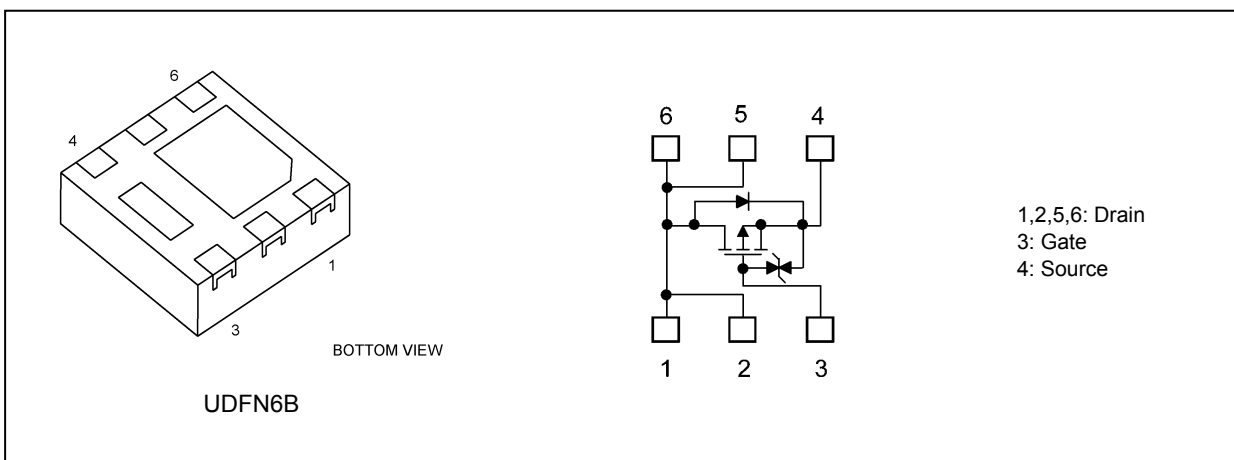 6
4
1
3
BOTTOM VIEW
UDFN6B
6 5 4
1 2 3
1,2,5,6: Drain
3: Gate
4: Source